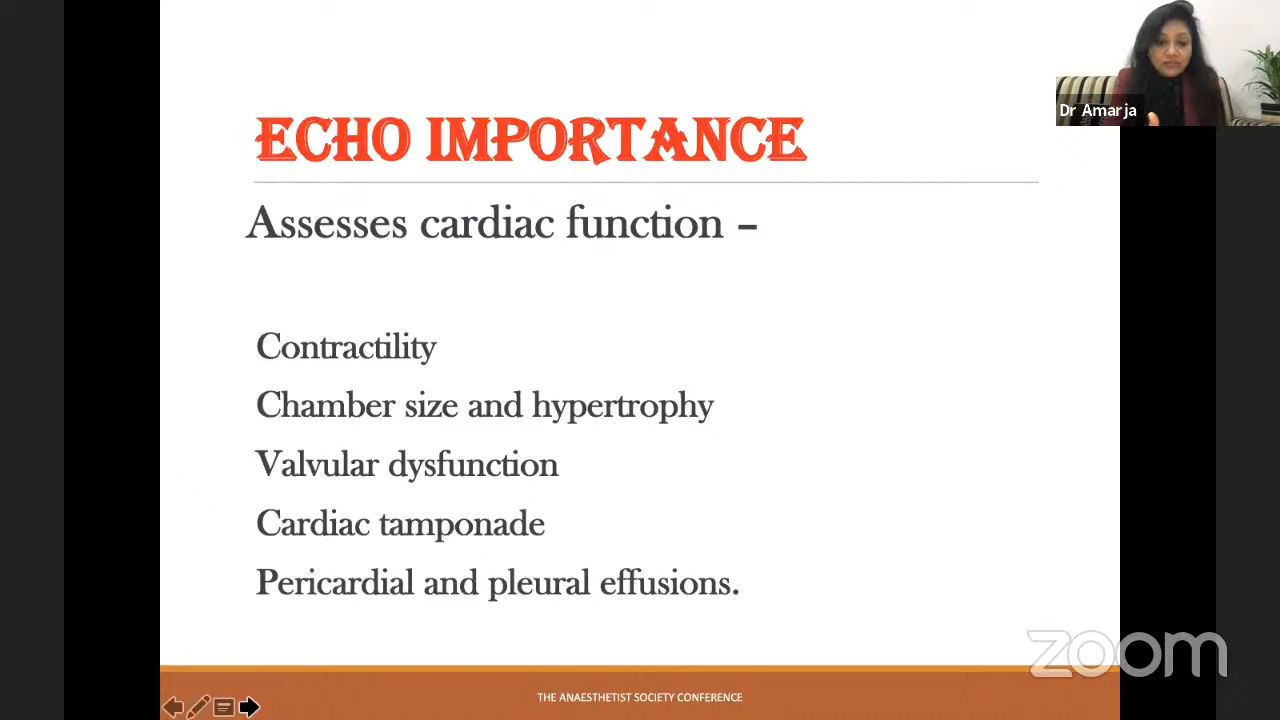 ECHO IMPORTANCE
Dr Amarja
Assesses cardiac function –
Contractility
Chamber size and hypertrophy
Valvular dysfunction
Cardiac tamponade
Pericardial and pleural effusions.
zoom
THE ANAESTHETIST SOCIETY CONFERENCE